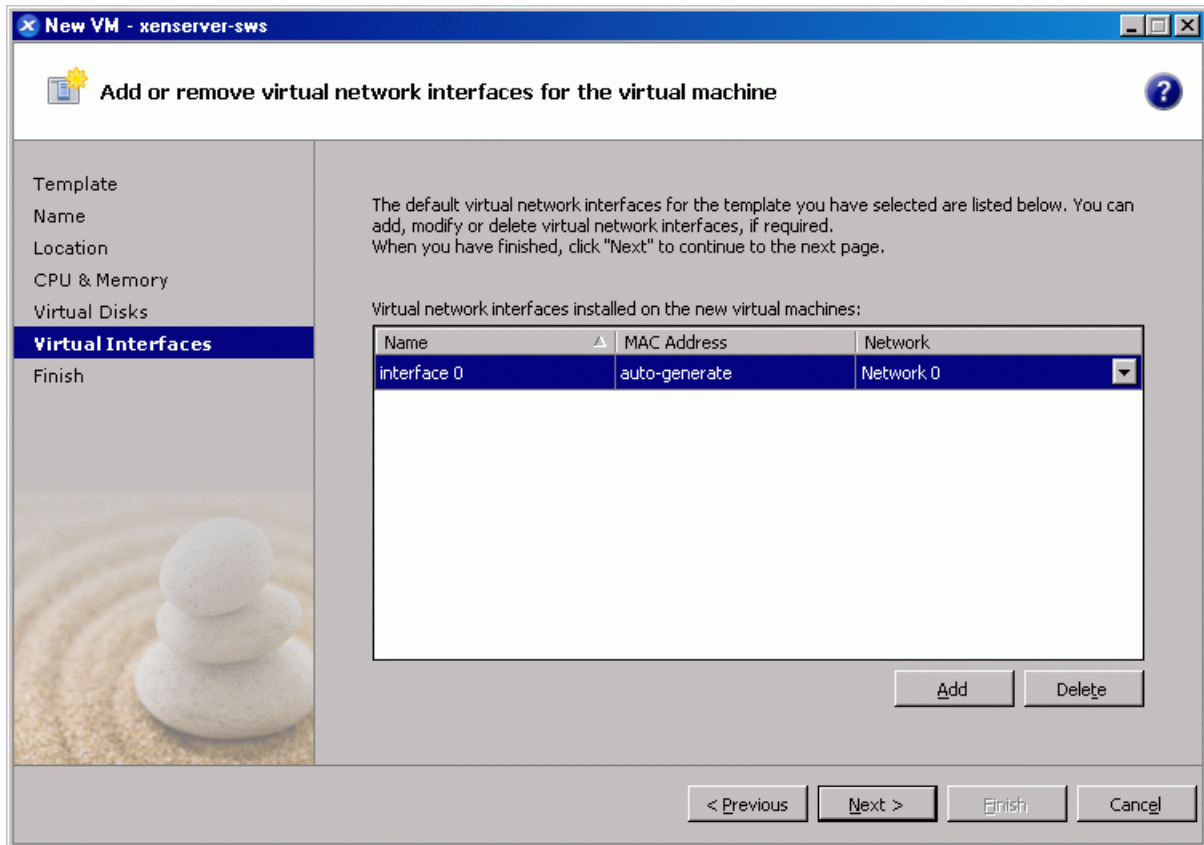 New VM - xenserver-sws
Add or remove virtual network interfaces for the virtual machine
?
Template
Name
Location
CPU & Memory
Virtual Disks
Virtual Interfaces
Finish
The default virtual network interfaces for the template you have selected are listed below. You can
add, modify or delete virtual network interfaces, if required.
When you have finished, click "Next" to continue to the next page.
Virtual network interfaces installed on the new virtual machines:
Name MAC Address Network
interface 0 auto-generate Network 0
Add Delete
< Previous Next > Finish Cancel